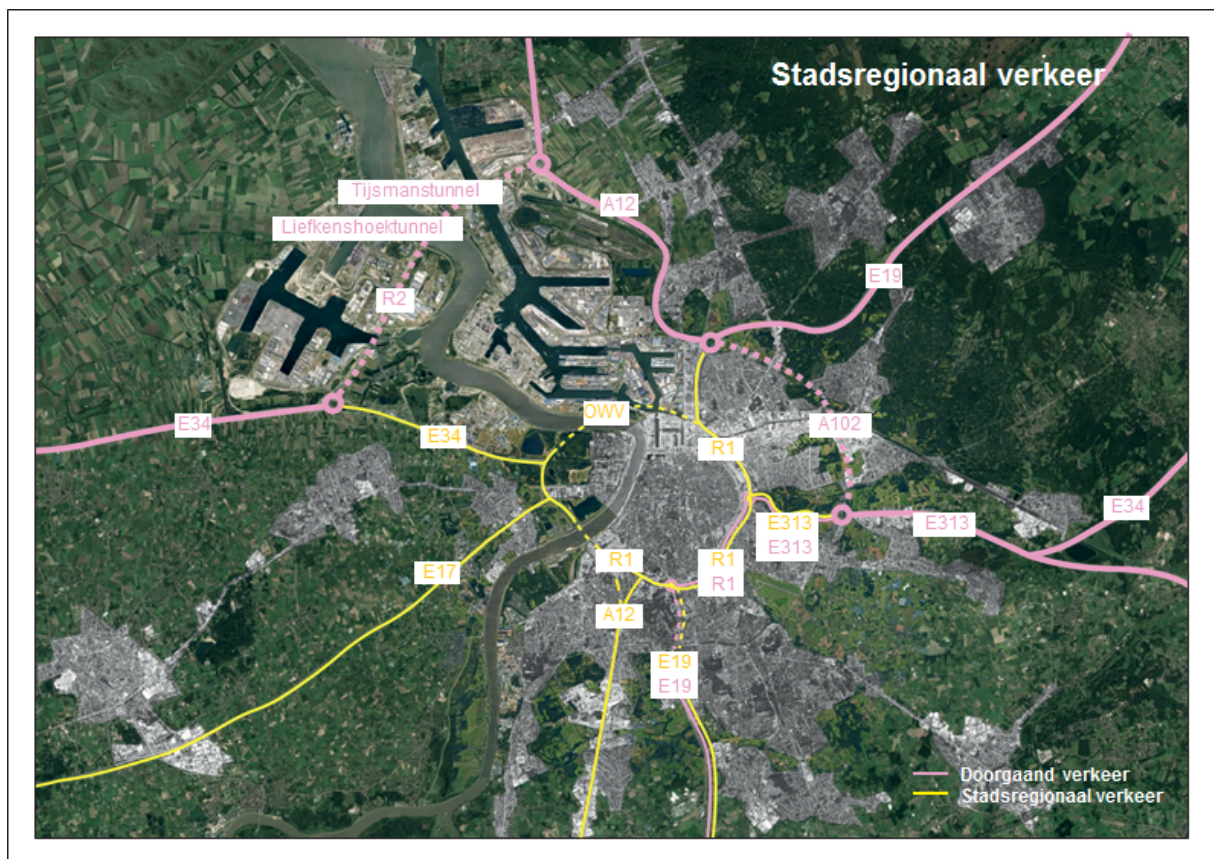 Stadsregionaal verkeer
Tijsmanstunnel
A12
Liefkenshoektunnel
E19
R2
OWV
E34
A102
E34
R1
E34
E313
E313
E313
R1
R1
R1
E17
A12
E19
E19
Doorgaand verkeer
Stadsregionaal verkeer